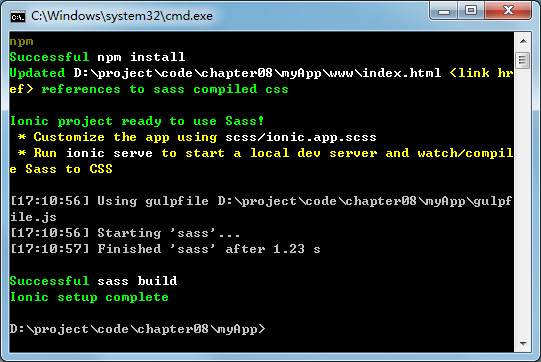 C:\Windows\system32\cmd.exe
npm
Successful npm install
Updated D:\project\code\chapter08\myApp\www\index.html <link hr
ef> references to sass compiled css
Ionic project ready to use Sass!
* Customize the app using scss/ionic.app.scss
* Run ionic serve to start a local dev server and watch/compil
e Sass to CSS
[17:10:56] Using gulpfile D:\project\code\chapter08\myApp\gulpf
ile.js
[17:10:56] Starting 'sass'...
[17:10:57] Finished 'sass' after 1.23 s
Successful sass build
Ionic setup complete
D:\project\code\chapter08\myApp>